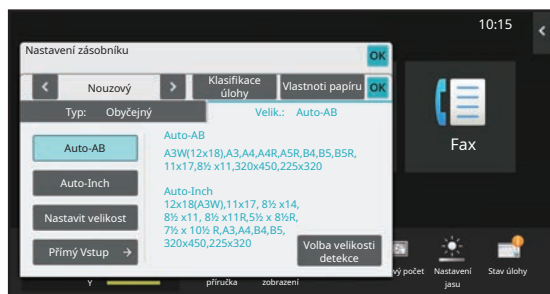 10:15
Nastavení zásobníku
OK
Nouzový
Klasifikace
úlohy
Vlastnoti papíru
OK
Typ: Obyčejný
Velik.: Auto-AB
Auto-AB
Auto-Inch
Nastavit velikost
Přímý Vstup
Auto-AB
A3W(12x18),A3,A4,A4R,A5R,B4,B5,B5R,
11x17,8½ x11,320x450,225x320
Auto-Inch
12x18(A3W),11x17, 8½ x14,
8½ x11, 8½ x11R,5½ x 8½R,
7½ x 10½ R,A3,A4,B4,B5,
320x450,225x320
Volba velikosti
detekce
Fax
Y
příručka
zobrazení
vý počet
Nastavení
jasu
Stav úlohy